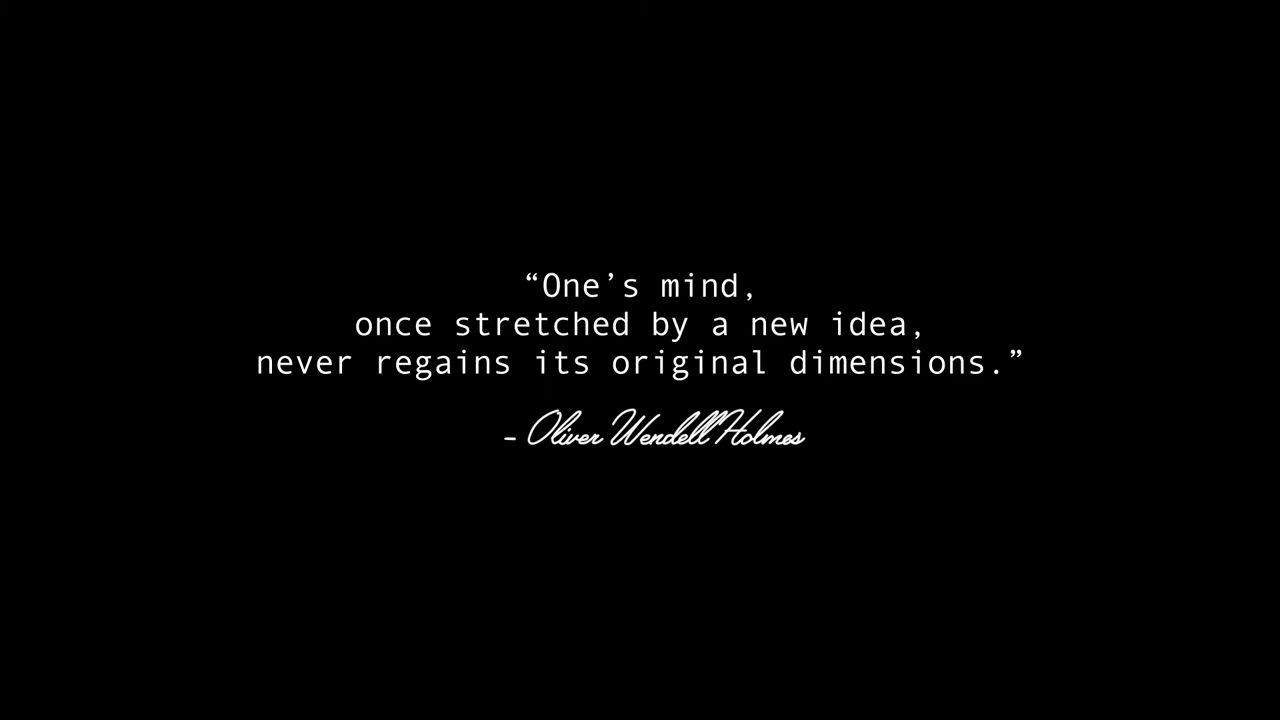 “One’s mind,
once stretched by a new idea,
never regains its original dimensions.”
– Oliver Wendell Holmes